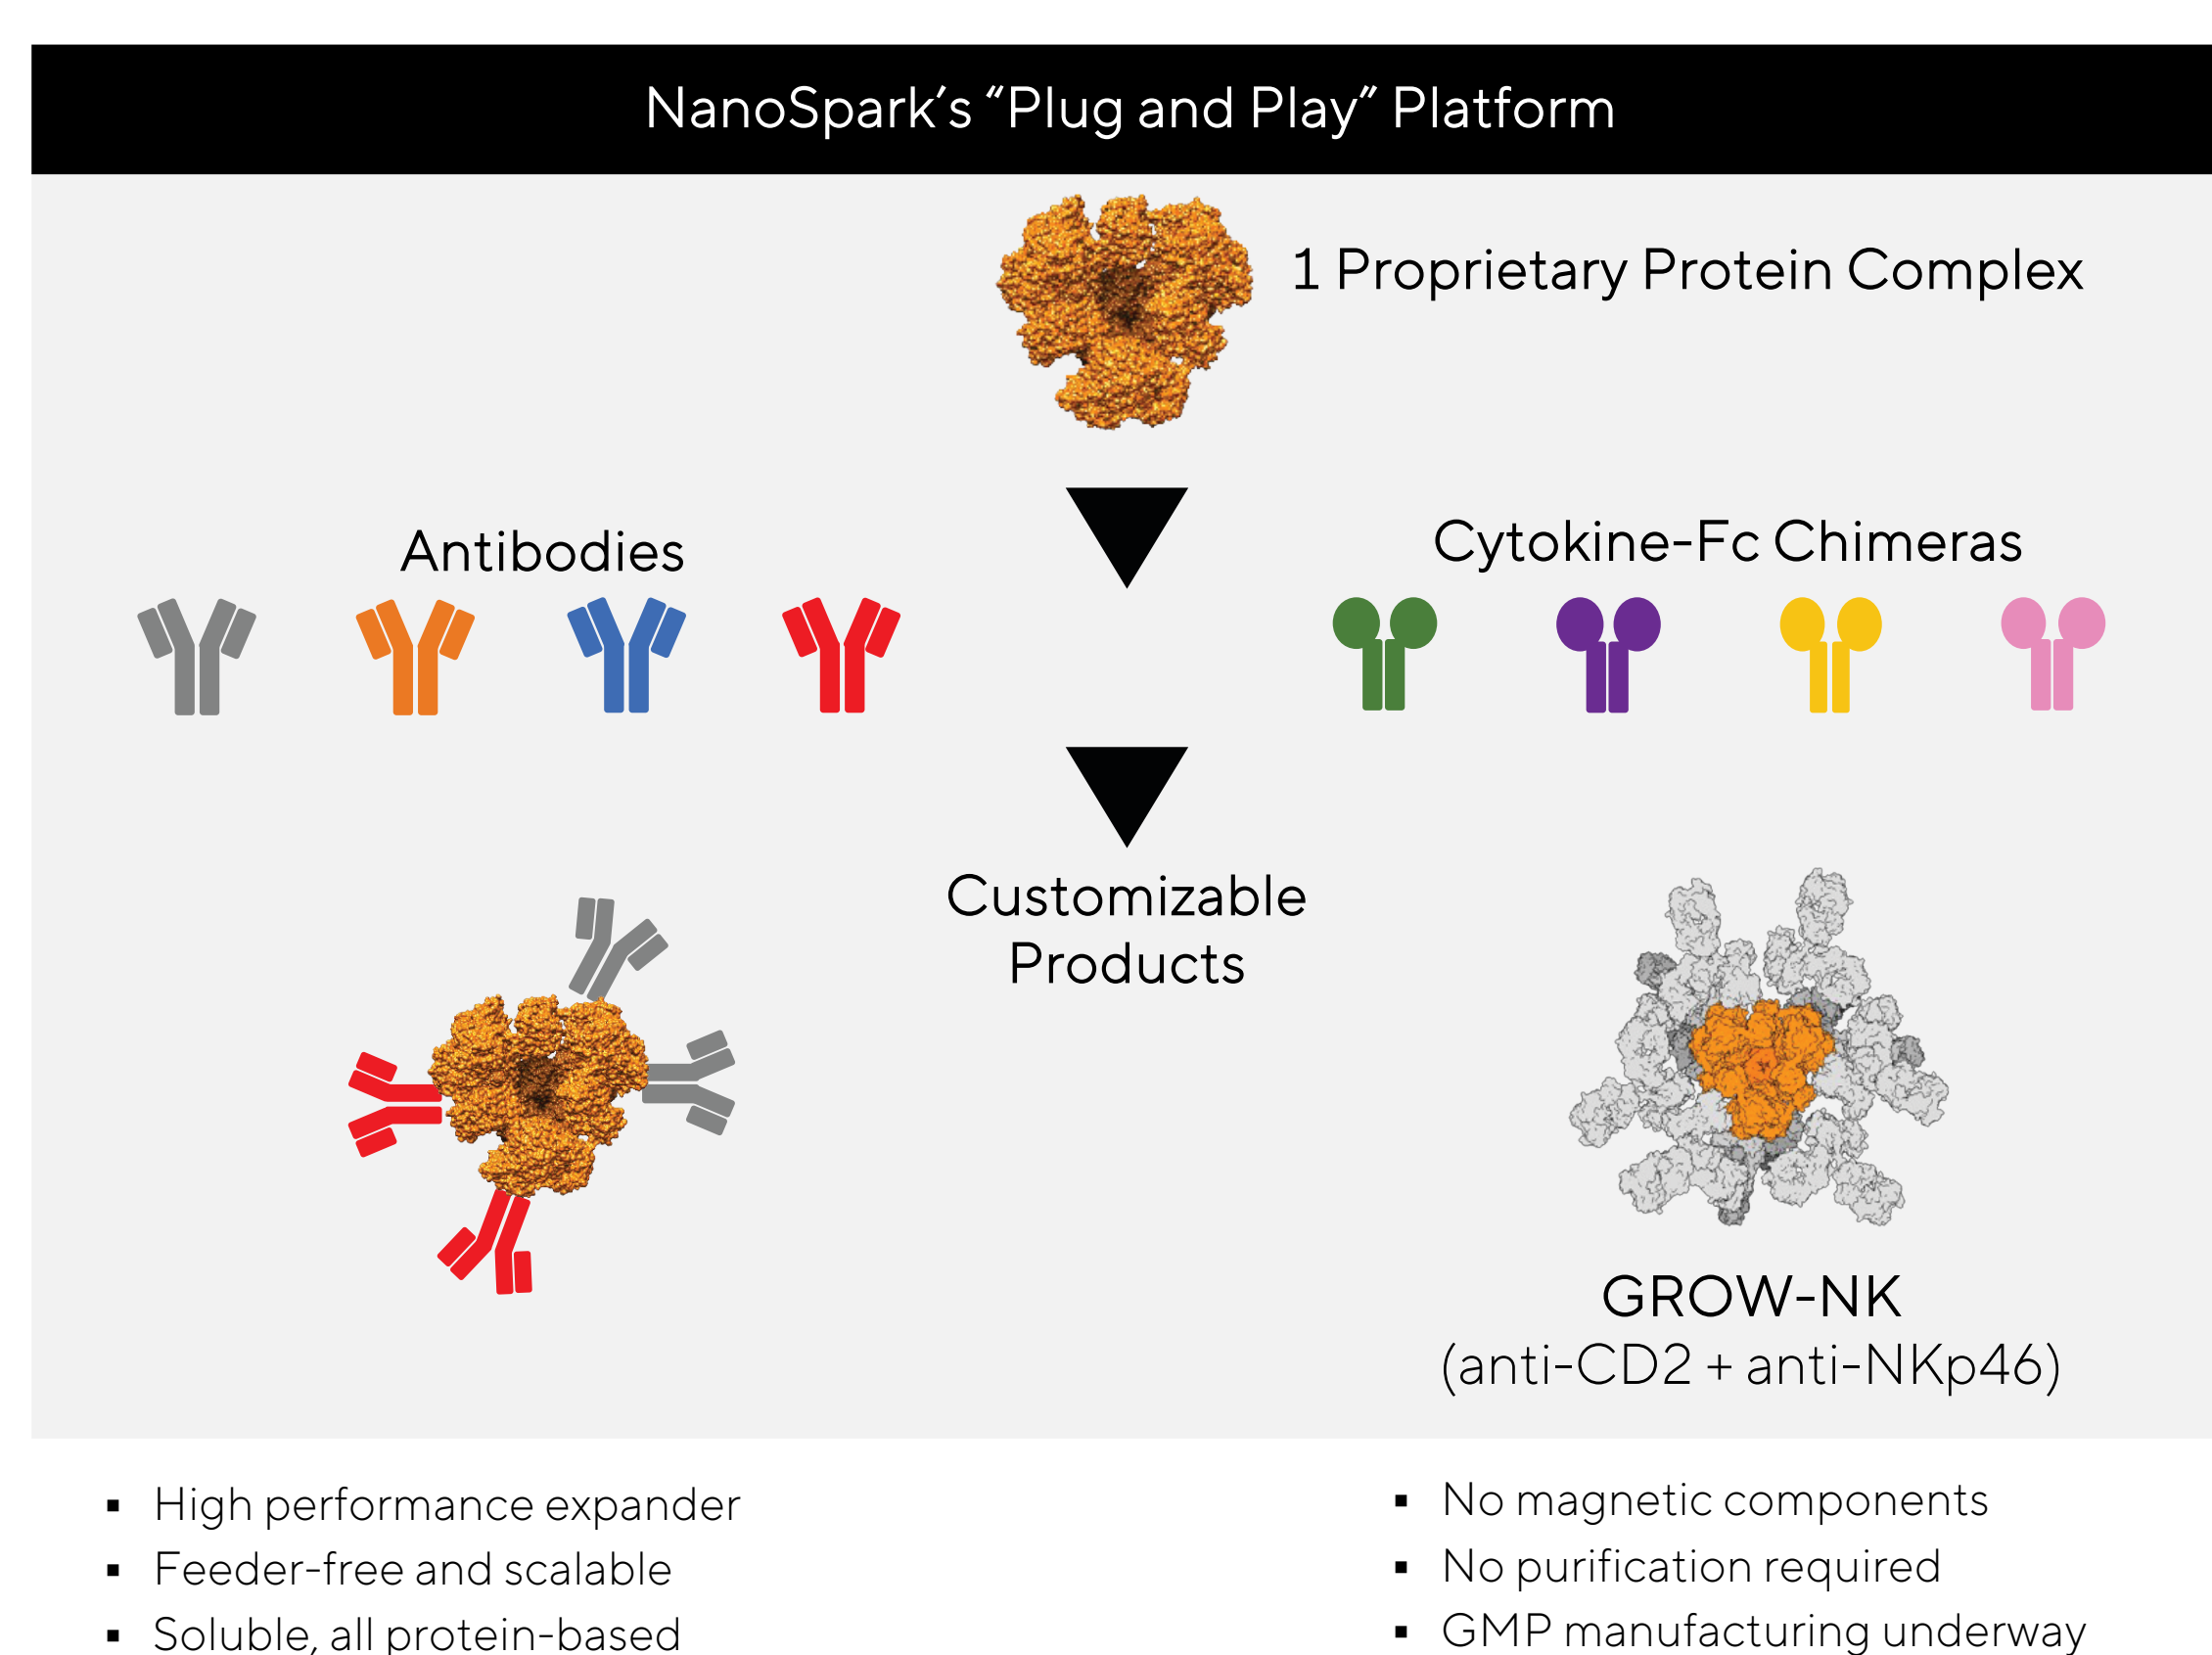 NanoSpark′s “Plug and Play” Platform
1 Proprietary Protein Complex
Antibodies
Cytokine-Fc Chimeras
Customizable
Products
GROW-NK
(anti-CD2 + anti-NKp46)
▪ High performance expander
▪ Feeder-free and scalable
▪ Soluble, all protein-based
▪ No magnetic components
▪ No purification required
▪ GMP manufacturing underway